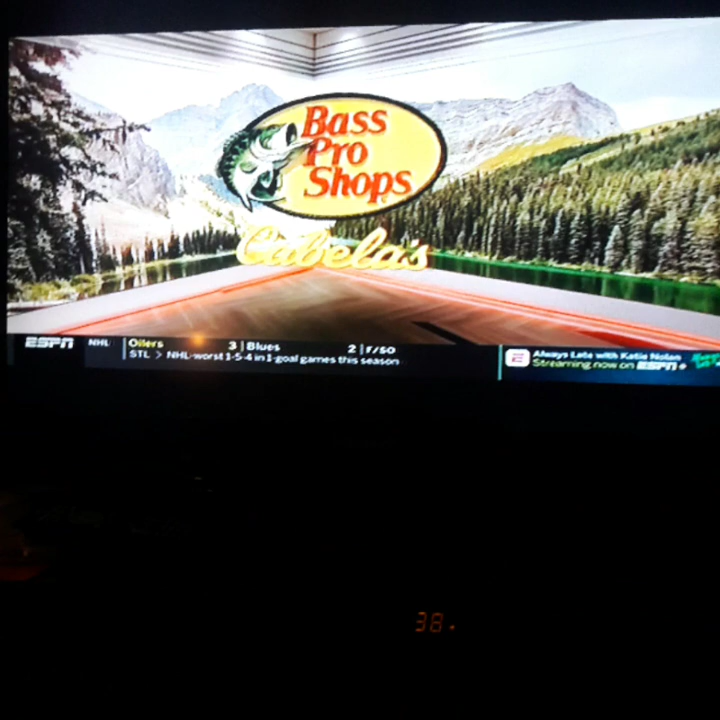 Bass
Pro
Shops
Cabela's
ESPN NHL Oilers 3 Blues 2 F/SO
STL > NHL-worst 1-5-4 in 1-goal games this season
E Always Late with Katie Nolan
Streaming now on ESPN+
38.